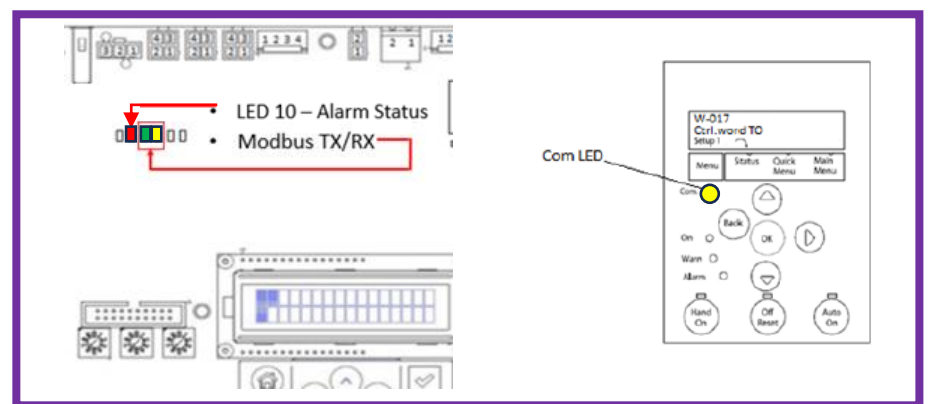 3 2 1
4 3
2 1
4 3
2 1
4 3
2 1
1 2 3 4
2
1
2 1
12
• LED 10 – Alarm Status
• Modbus TX/RX
Com LED
W-017
Ctrl.word TO
Setup 1
Menu Status Quick Menu Main Menu
Com
Back
OK
On
Warn
Alarm
Hand On
Off Reset
Auto On